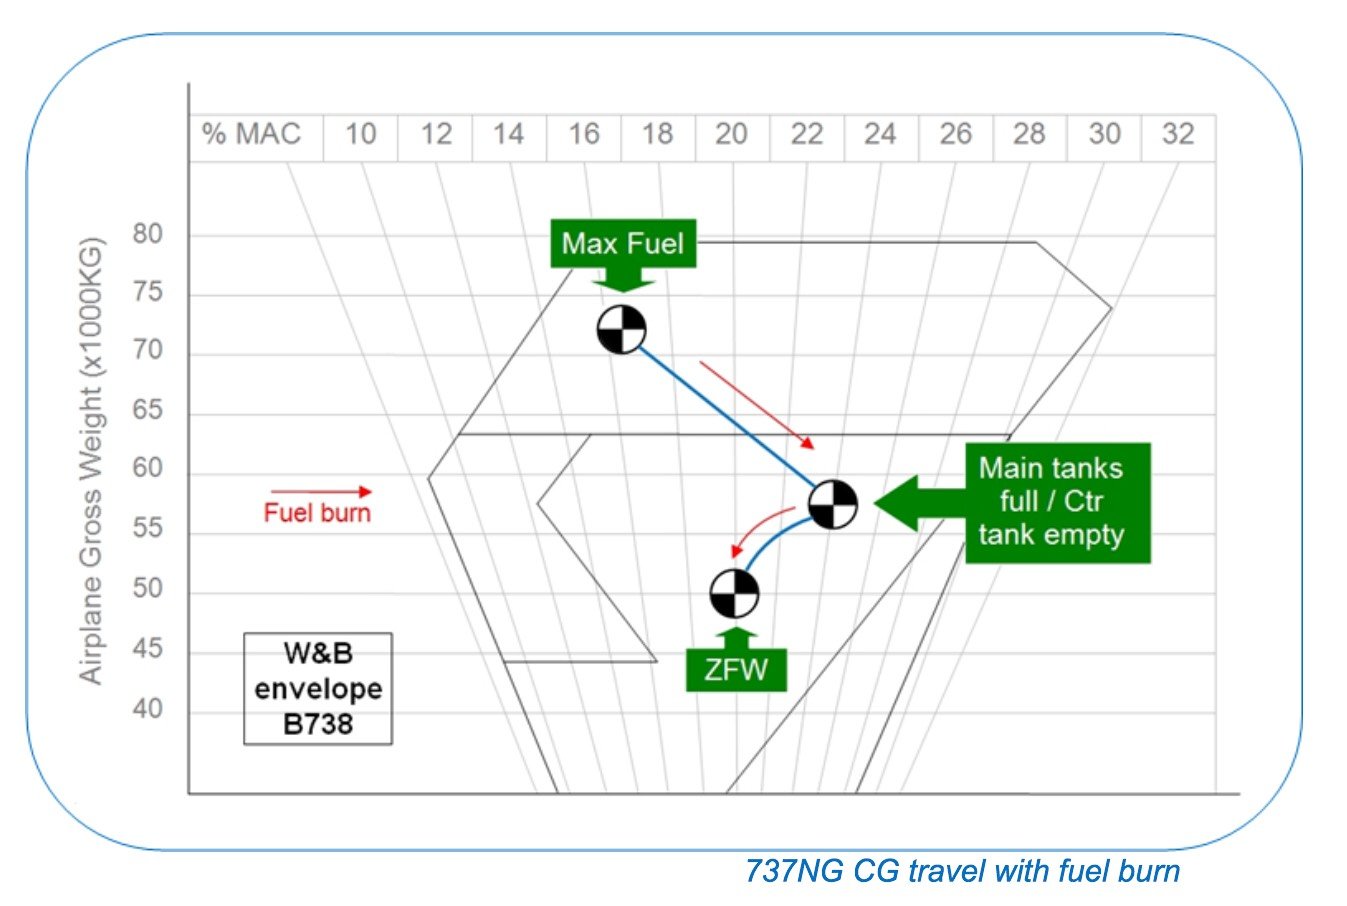 % MAC 10 12 14 16 18 20 22 24 26 28 30 32
Airplane Gross Weight (x1000KG)
80
75
70
65
60
55
50
45
40
Max Fuel
Main tanks
full / Ctr
tank empty
Fuel burn
ZFW
W&B
envelope
B738
737NG CG travel with fuel burn